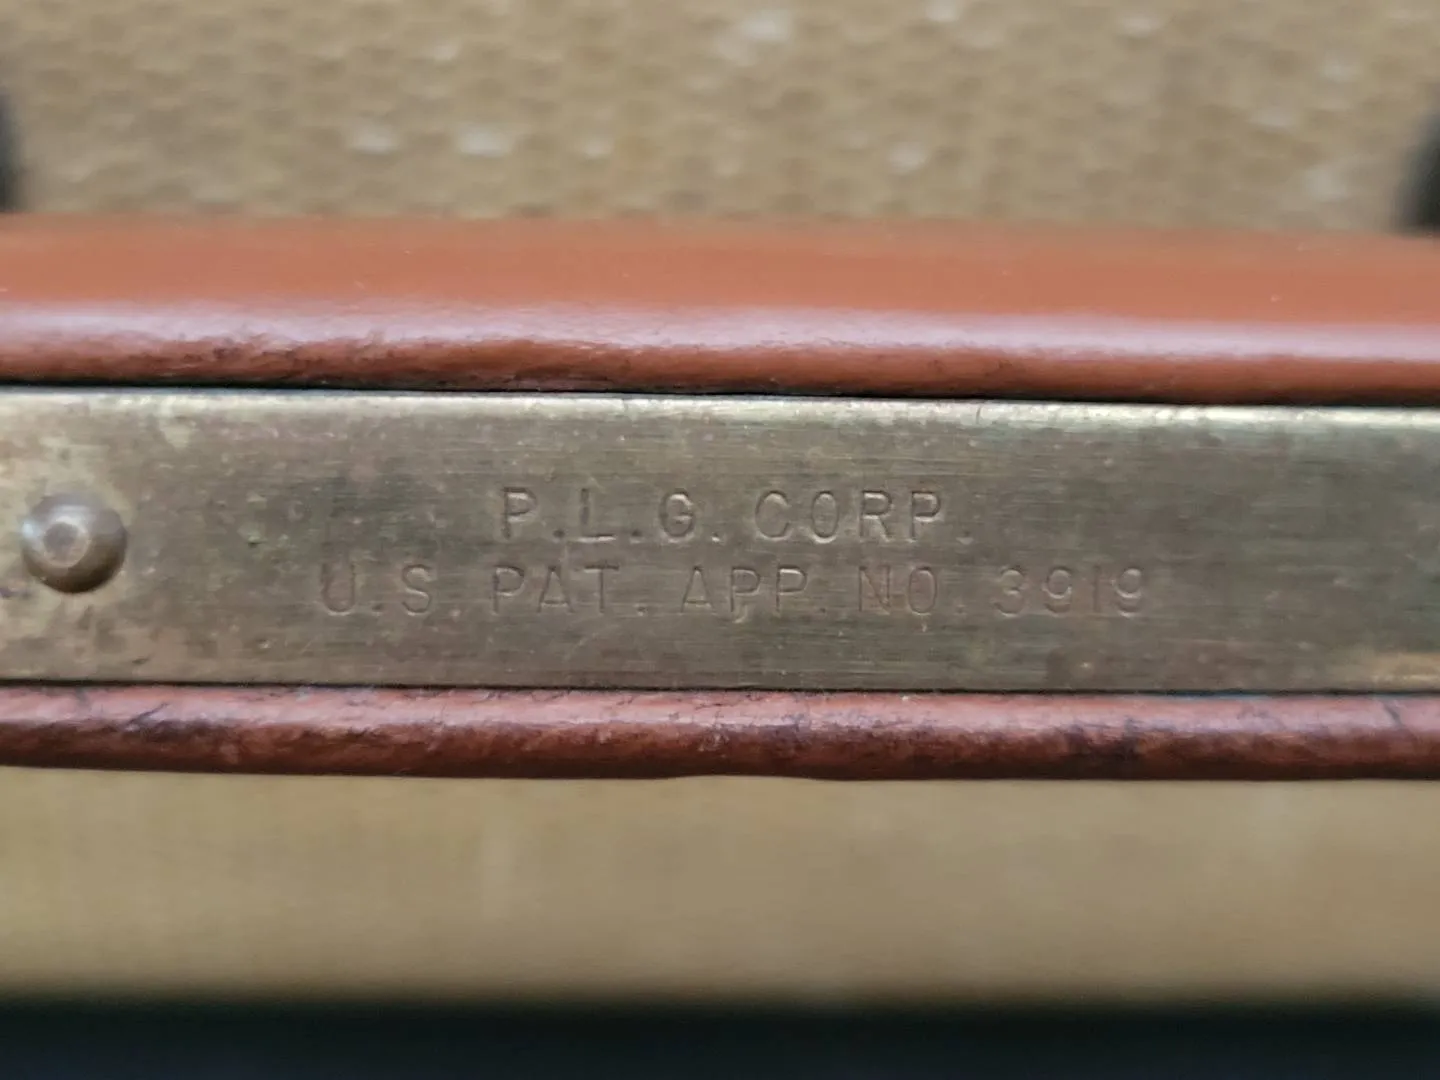 P.L.G. CORP.
U.S. PAT. APP. NO. 3919